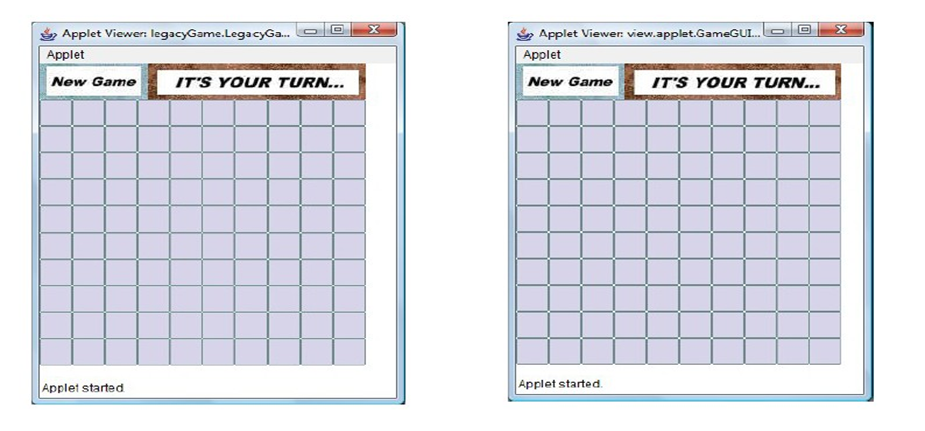 Applet Viewer: legacyGame.LegacyGa...
Applet
New Game
IT'S YOUR TURN...
Applet started.
Applet Viewer: view.applet.GameGUI...
Applet
New Game
IT'S YOUR TURN...
Applet started.